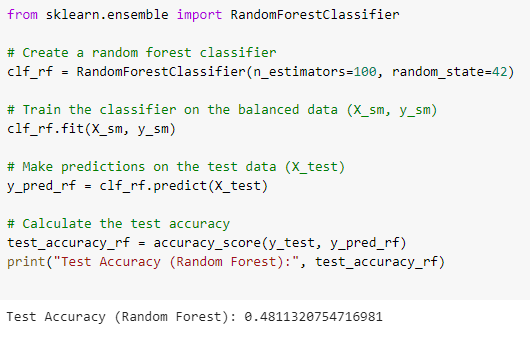 from sklearn.ensemble import RandomForestClassifier
# Create a random forest classifier
clf_rf = RandomForestClassifier(n_estimators=100, random_state=42)
# Train the classifier on the balanced data (X_sm, y_sm)
clf_rf.fit(X_sm, y_sm)
# Make predictions on the test data (X_test)
y_pred_rf = clf_rf.predict(X_test)
# Calculate the test accuracy
test_accuracy_rf = accuracy_score(y_test, y_pred_rf)
print("Test Accuracy (Random Forest):", test_accuracy_rf)
Test Accuracy (Random Forest): 0.4811320754716981